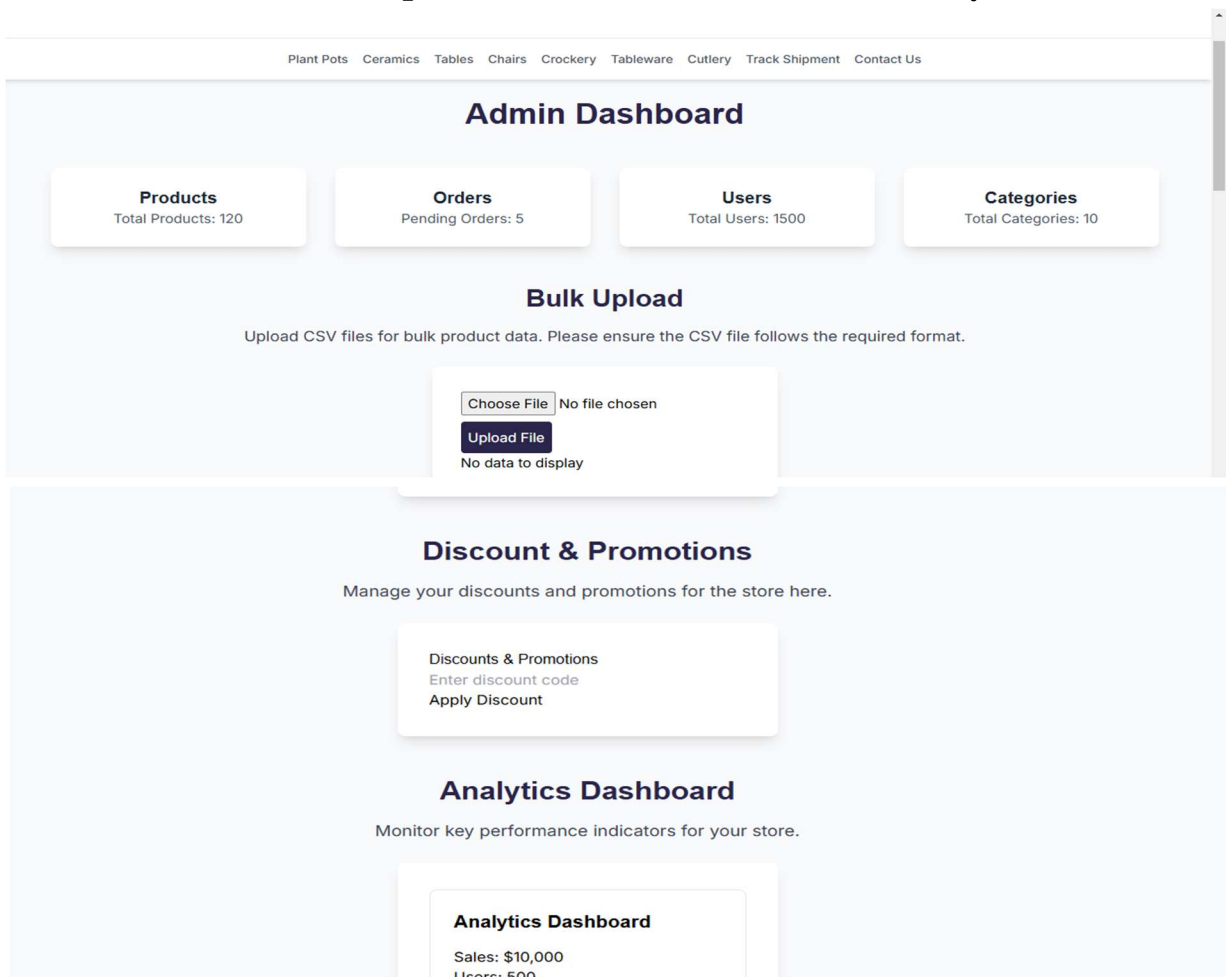 Plant Pots Ceramics Tables Chairs Crockery Tableware Cutlery Track Shipment Contact Us
Admin Dashboard
Products
Total Products: 120
Orders
Pending Orders: 5
Users
Total Users: 1500
Categories
Total Categories: 10
Bulk Upload
Upload CSV files for bulk product data. Please ensure the CSV file follows the required format.
Choose File No file chosen
Upload File
No data to display
Discount & Promotions
Manage your discounts and promotions for the store here.
Discounts & Promotions
Enter discount code
Apply Discount
Analytics Dashboard
Monitor key performance indicators for your store.
Analytics Dashboard
Sales: $10,000
Users: 500